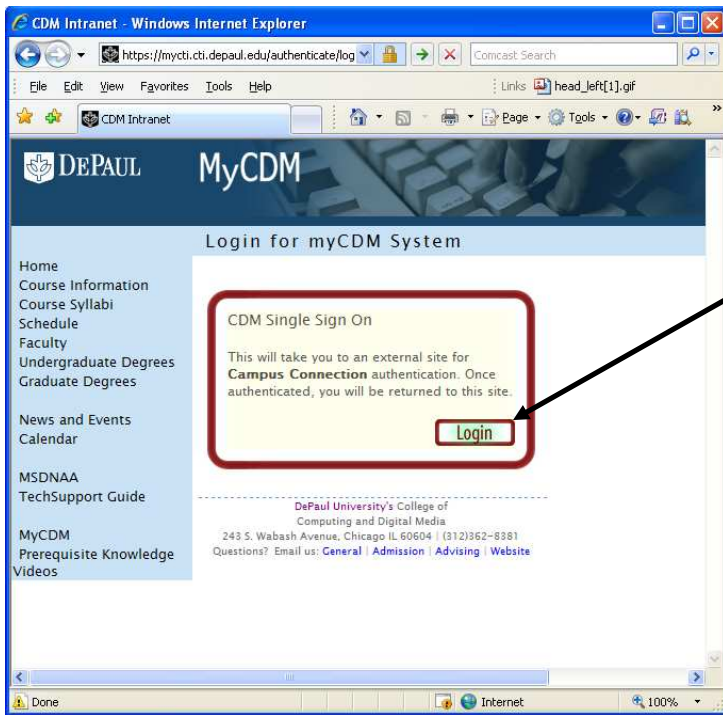 CDM Intranet - Windows Internet Explorer
https://mycti.cti.depaul.edu/authenticate/log
Comcast Search
File Edit View Favorites Tools Help
Links head_left[1].gif
CDM Intranet
Page Tools
»
DEPAUL
MyCDM
Login for myCDM System
Home
Course Information
Course Syllabi
Schedule
Faculty
Undergraduate Degrees
Graduate Degrees
News and Events
Calendar
MSDNAA
TechSupport Guide
MyCDM
Prerequisite Knowledge
Videos
CDM Single Sign On
This will take you to an external site for
Campus Connection authentication. Once
authenticated, you will be returned to this site.
Login
DePaul University's College of
Computing and Digital Media
243 S. Wabash Avenue, Chicago IL 60604 | (312)362-8381
Questions? Email us: General | Admission | Advising | Website
Done
Internet
100%